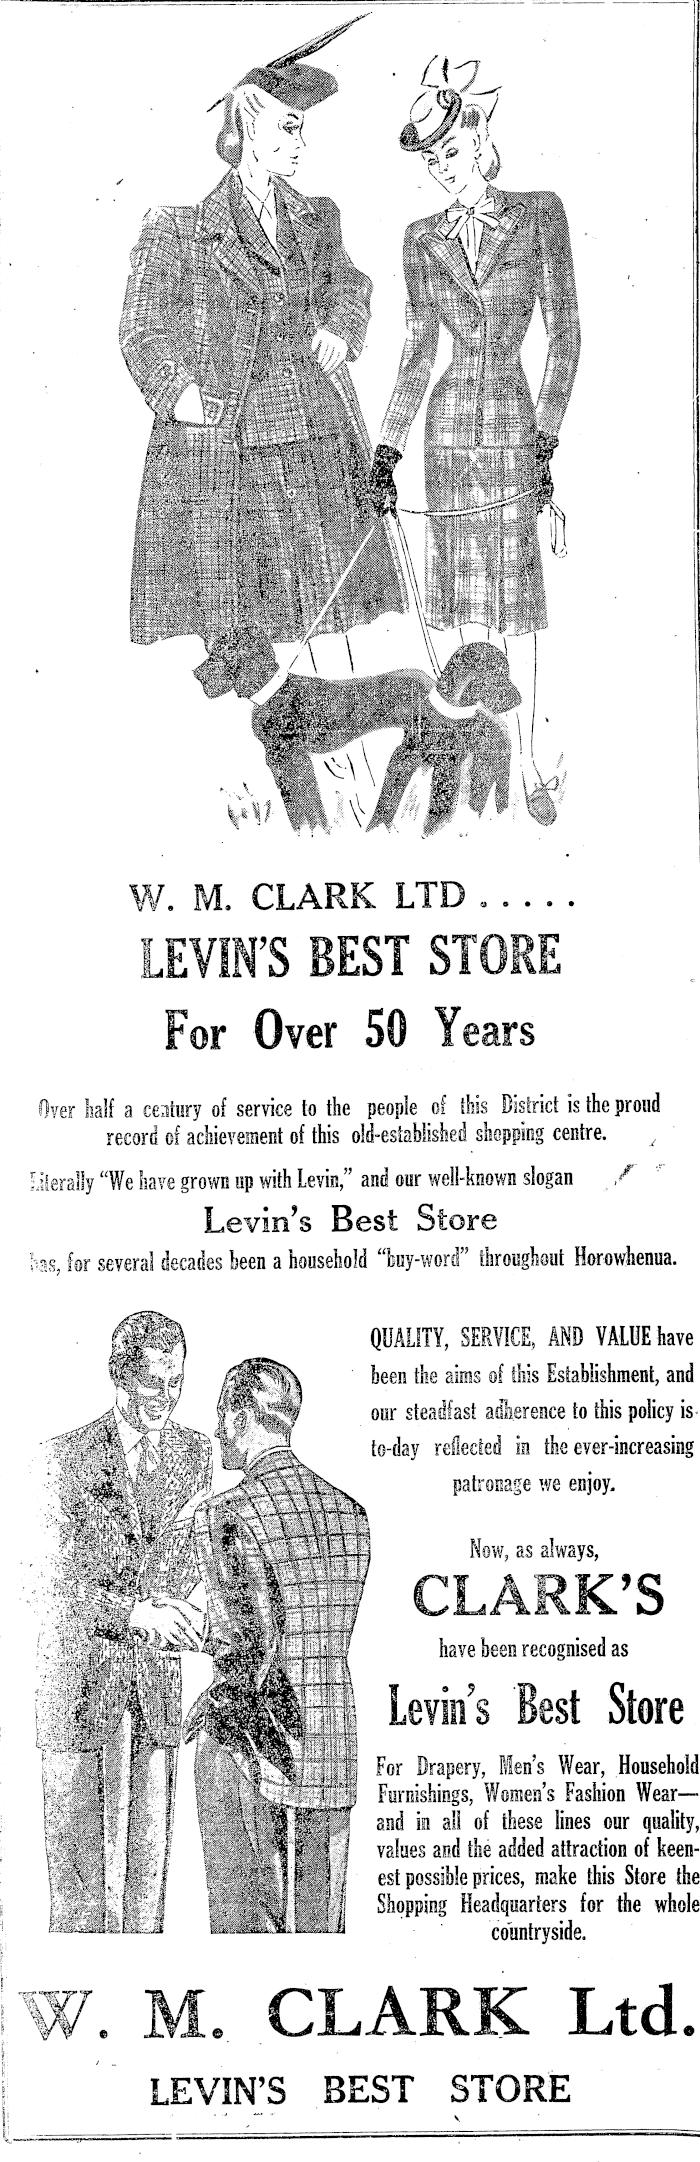 W. M. CLARK LTD . . . . .
LEVIN'S BEST STORE
For Over 50 Years
Over half a century of service to the people of this District is the proud
record of achievement of this old-established shopping centre.
Literally "We have grown up with Levin," and our well-known slogan
Levin's Best Store
has, for several decades been a household "buy-word" throughout Horowhenua.
QUALITY, SERVICE, AND VALUE have
been the aims of this Establishment, and
our steadfast adherence to this policy is
to-day reflected in the ever-increasing
patronage we enjoy.
Now, as always,
CLARK'S
have been recognised as
Levin's Best Store
For Drapery, Men's Wear, Household
Furnishings, Women's Fashion Wear—
and in all of these lines our quality,
values and the added attraction of keen-
est possible prices, make this Store the
Shopping Headquarters for the whole
countryside.
W. M. CLARK Ltd.
LEVIN'S BEST STORE